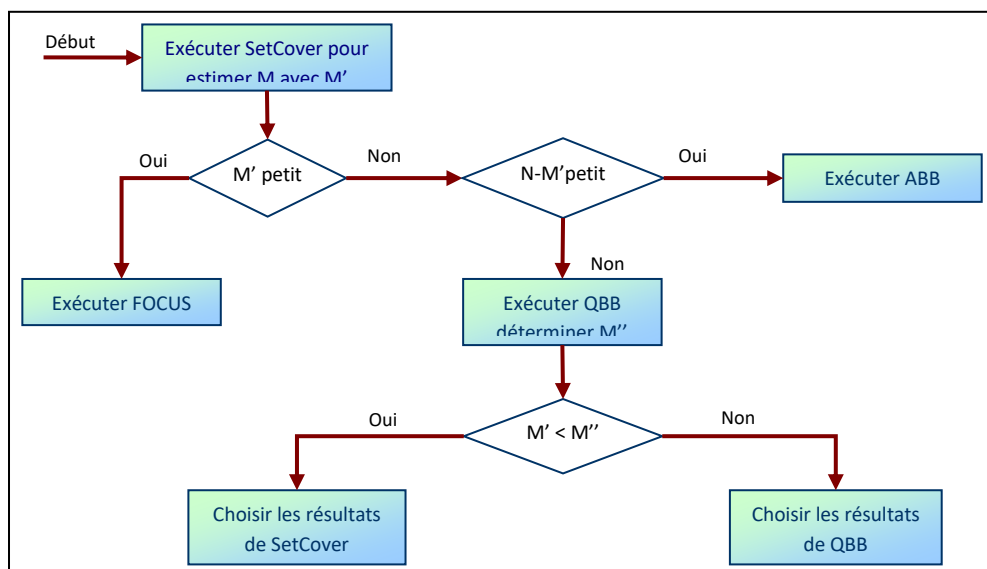 Début
Exécuter SetCover pour
estimer M avec M’
Oui
M’ petit
Non
N-M’petit
Oui
Exécuter ABB
Non
Exécuter FOCUS
Exécuter QBB
déterminer M’’
Oui
M’ < M’’
Non
Choisir les résultats
de SetCover
Choisir les résultats
de QBB